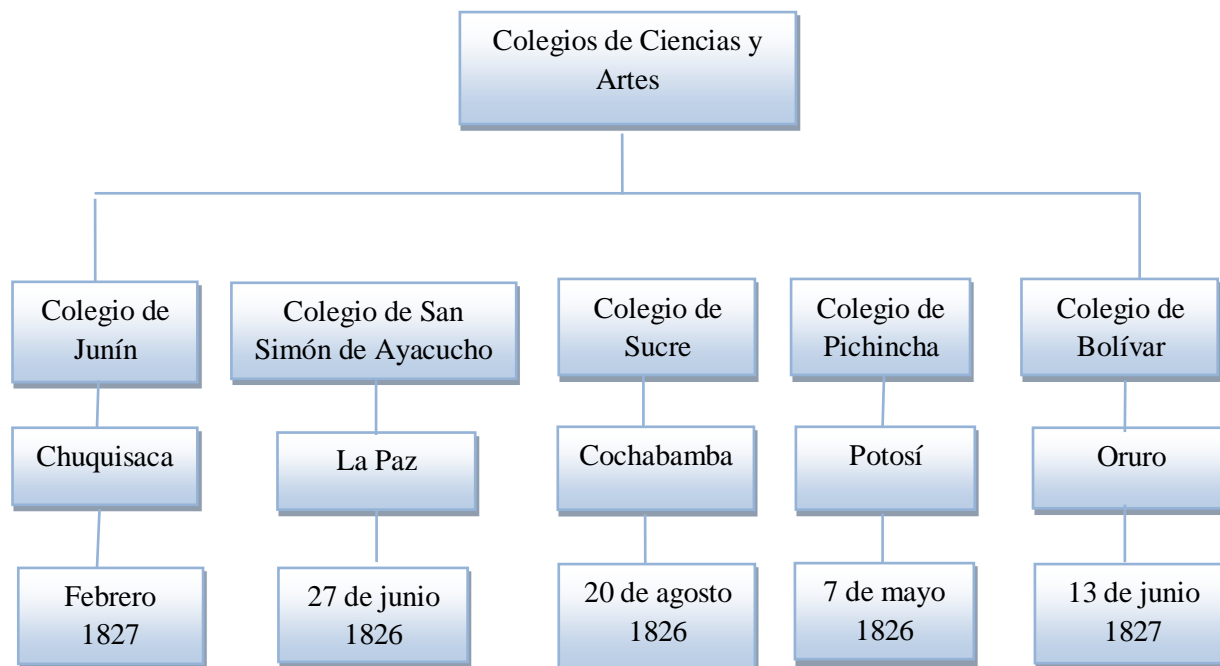 Colegios de Ciencias y
Artes
Colegio de
Junín
Colegio de San
Simón de Ayacucho
Colegio de
Sucre
Colegio de
Pichincha
Colegio de
Bolívar
Chuquisaca
La Paz
Cochabamba
Potosí
Oruro
Febrero
1827
27 de junio
1826
20 de agosto
1826
7 de mayo
1826
13 de junio
1827